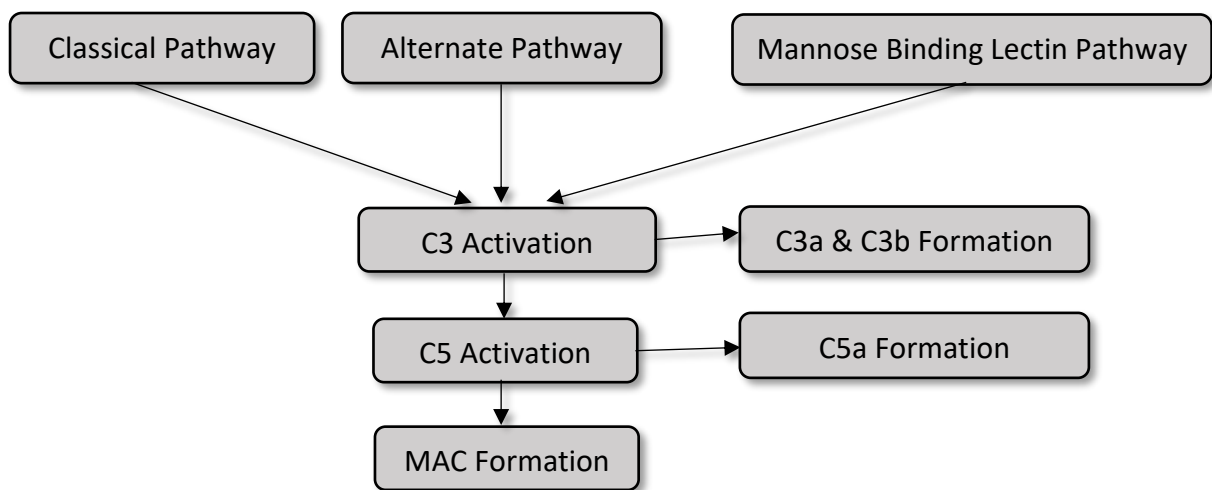 Classical Pathway
Alternate Pathway
Mannose Binding Lectin Pathway
C3 Activation
C3a & C3b Formation
C5 Activation
C5a Formation
MAC Formation